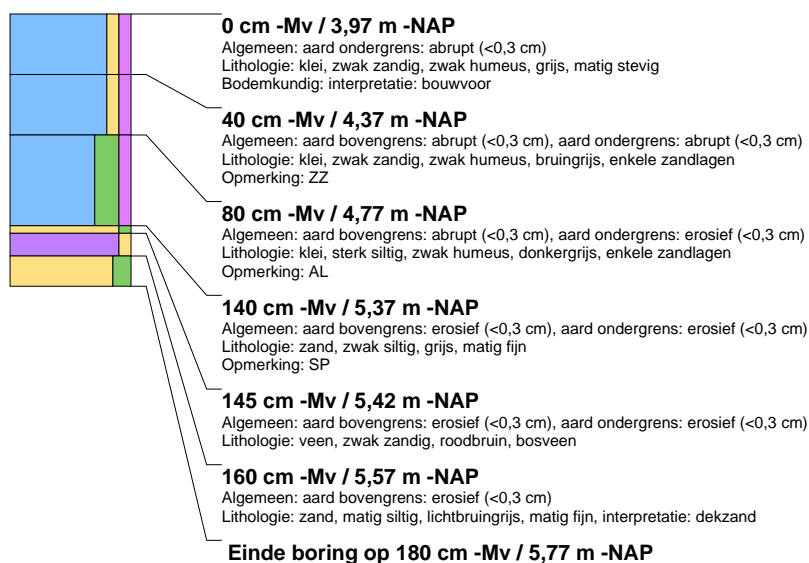 0 cm -Mv / 3,97 m -NAP
Algemeen: aard ondergrens: abrupt (<0,3 cm)
Lithologie: klei, zwak zandig, zwak humeus, grijs, matig stevig
Bodemkundig: interpretatie: bouwvoor
40 cm -Mv / 4,37 m -NAP
Algemeen: aard bovengrens: abrupt (<0,3 cm), aard ondergrens: abrupt (<0,3 cm)
Lithologie: klei, zwak zandig, zwak humeus, bruingrijs, enkele zandlagen
Opmerking: ZZ
80 cm -Mv / 4,77 m -NAP
Algemeen: aard bovengrens: abrupt (<0,3 cm), aard ondergrens: erosief (<0,3 cm)
Lithologie: klei, sterk siltig, zwak humeus, donkergrijs, enkele zandlagen
Opmerking: AL
140 cm -Mv / 5,37 m -NAP
Algemeen: aard bovengrens: erosief (<0,3 cm), aard ondergrens: erosief (<0,3 cm)
Lithologie: zand, zwak siltig, grijs, matig fijn
Opmerking: SP
145 cm -Mv / 5,42 m -NAP
Algemeen: aard bovengrens: erosief (<0,3 cm), aard ondergrens: erosief (<0,3 cm)
Lithologie: veen, zwak zandig, roodbruin, bosveen
160 cm -Mv / 5,57 m -NAP
Algemeen: aard bovengrens: erosief (<0,3 cm)
Lithologie: zand, matig siltig, lichtbruingrijs, matig fijn, interpretatie: dekzand
Einde boring op 180 cm -Mv / 5,77 m -NAP